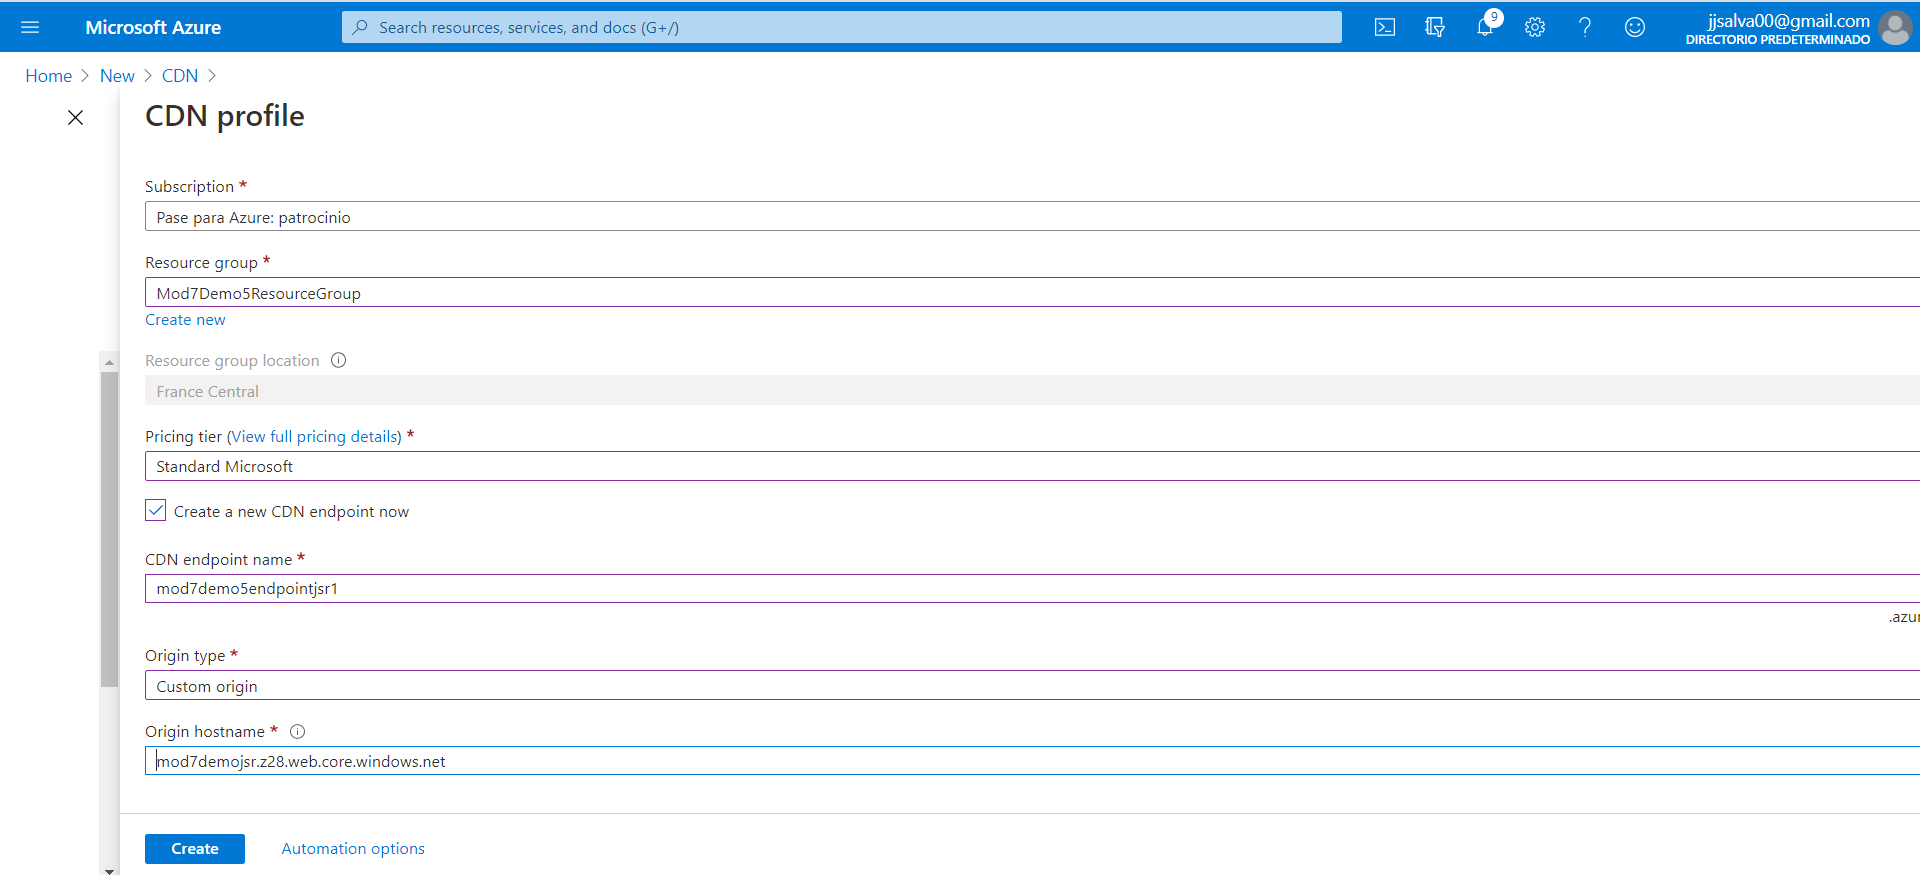 Microsoft Azure
Search resources, services, and docs (G+/)
9
jjsalva00@gmail.com
DIRECTORIO PREDETERMINADO
Home > New > CDN >
CDN profile
Subscription *
Pase para Azure: patrocinio
Resource group *
Mod7Demo5ResourceGroup
Create new
Resource group location
France Central
Pricing tier (View full pricing details) *
Standard Microsoft
Create a new CDN endpoint now
CDN endpoint name *
mod7demo5endpointjsr1
.azur
Origin type *
Custom origin
Origin hostname *
mod7demojsr.z28.web.core.windows.net
Create
Automation options